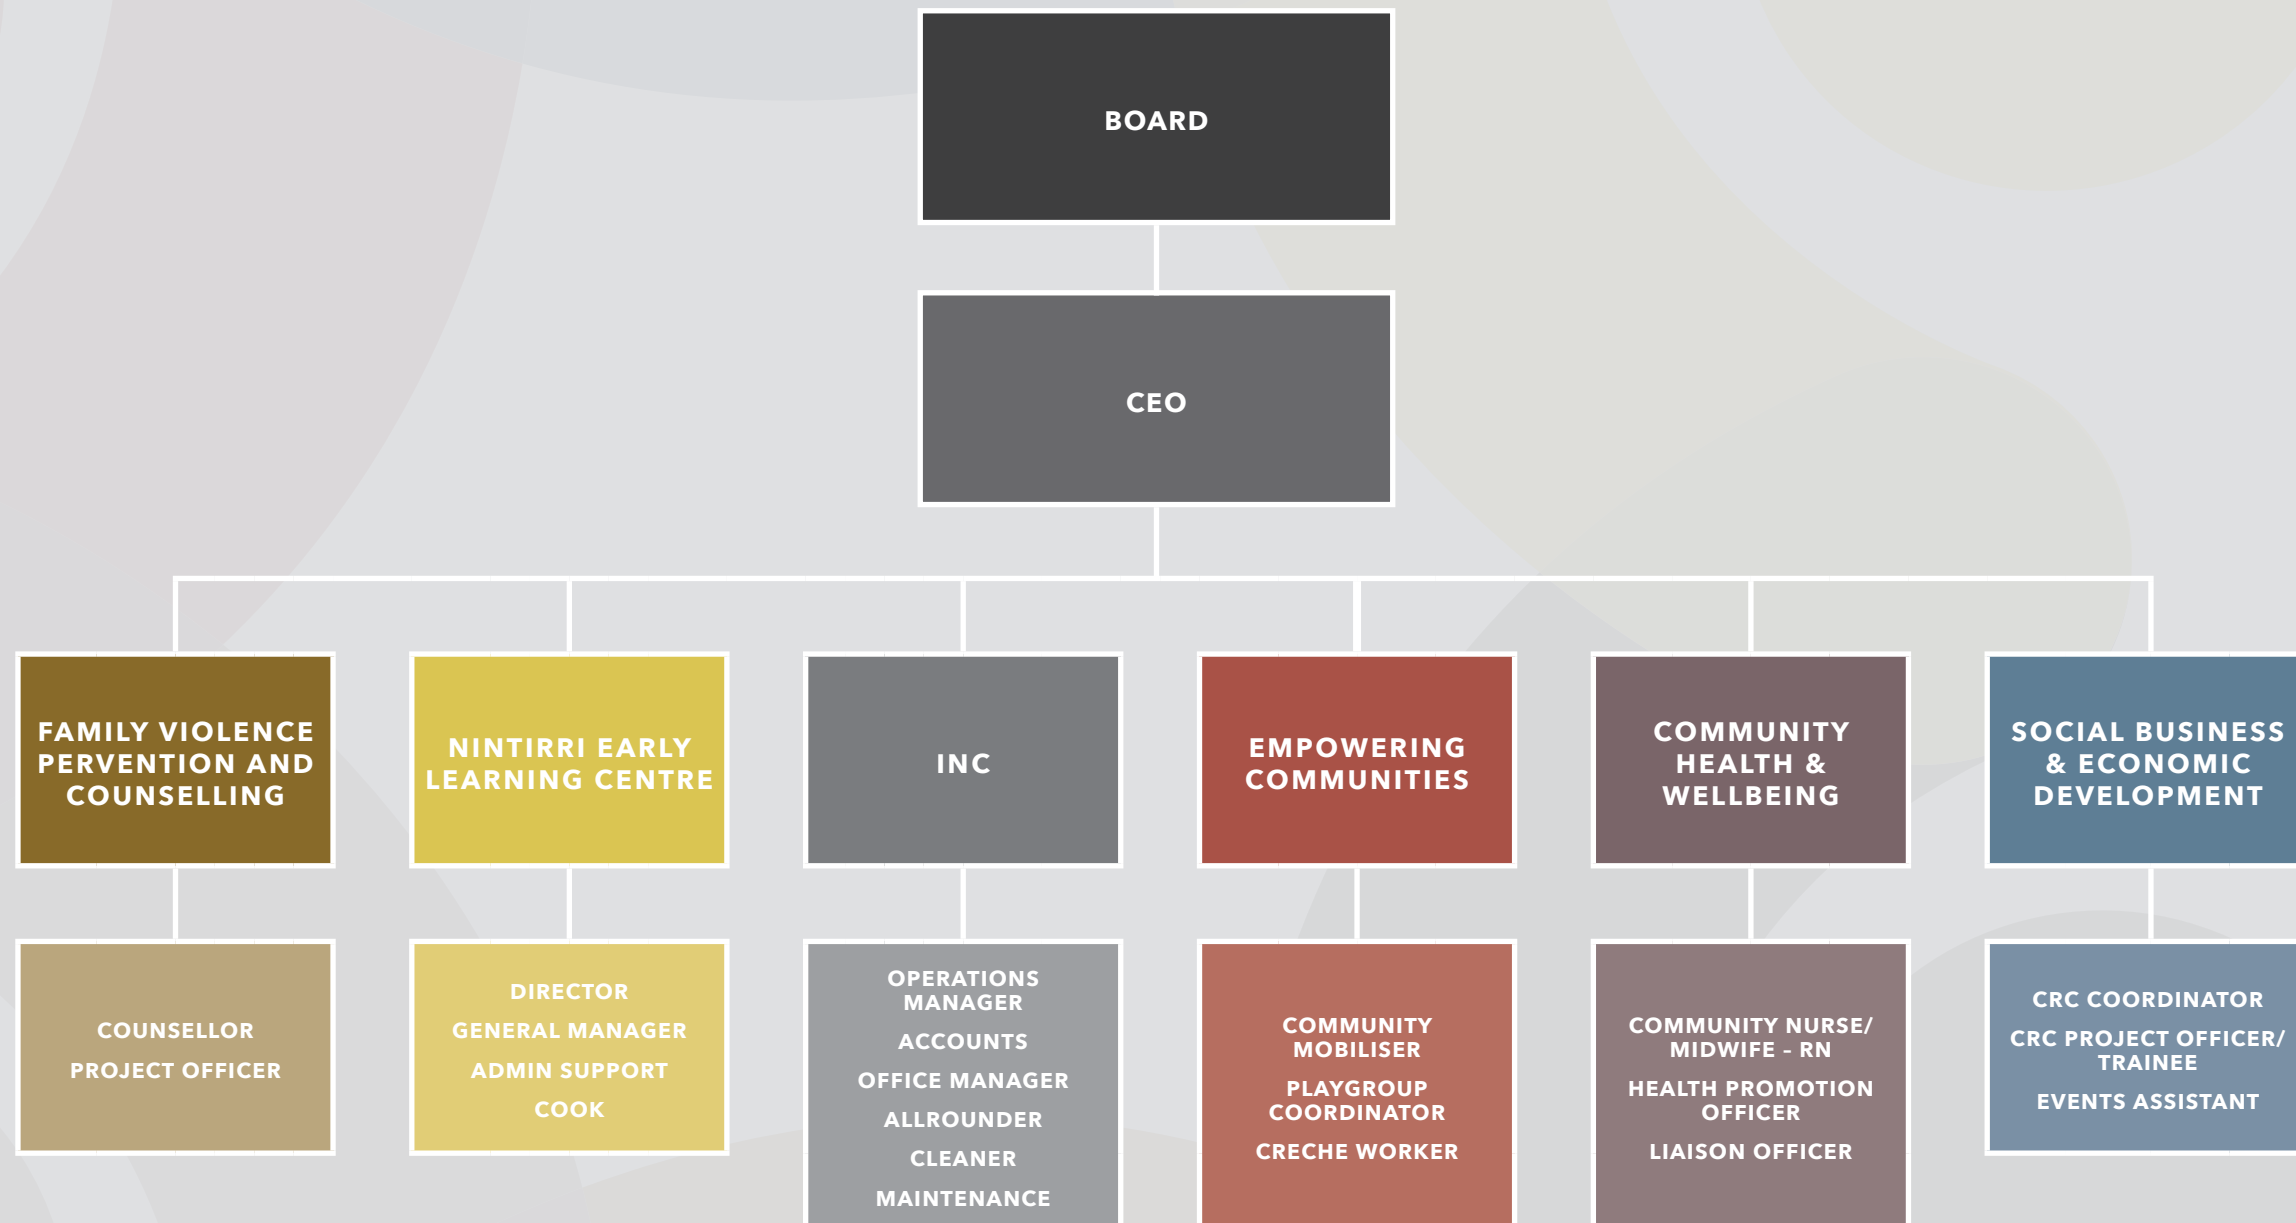 BOARD
CEO
FAMILY VIOLENCE
PERVENTION AND
COUNSELLING
NINTIRRI EARLY
LEARNING CENTRE
INC
EMPOWERING
COMMUNITIES
COMMUNITY
HEALTH &
WELLBEING
SOCIAL BUSINESS
& ECONOMIC
DEVELOPMENT
COUNSELLOR
PROJECT OFFICER
DIRECTOR
GENERAL MANAGER
ADMIN SUPPORT
COOK
OPERATIONS
MANAGER
ACCOUNTS
OFFICE MANAGER
ALLROUNDER
CLEANER
MAINTENANCE
COMMUNITY
MOBILISER
PLAYGROUP
COORDINATOR
CRECHE WORKER
COMMUNITY NURSE/
MIDWIFE – RN
HEALTH PROMOTION
OFFICER
LIAISON OFFICER
CRC COORDINATOR
CRC PROJECT OFFICER/
TRAINEE
EVENTS ASSISTANT